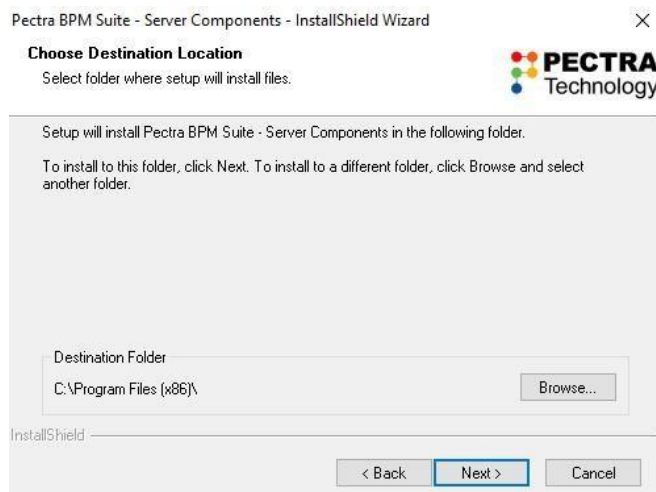 Pectra BPM Suite - Server Components - InstallShield Wizard
Choose Destination Location
Select folder where setup will install files.
PECTRA
Technology
Setup will install Pectra BPM Suite - Server Components in the following folder.
To install to this folder, click Next. To install to a different folder, click Browse and select
another folder.
Destination Folder
C:\Program Files (x86)\
Browse...
InstallShield
< Back
Next >
Cancel